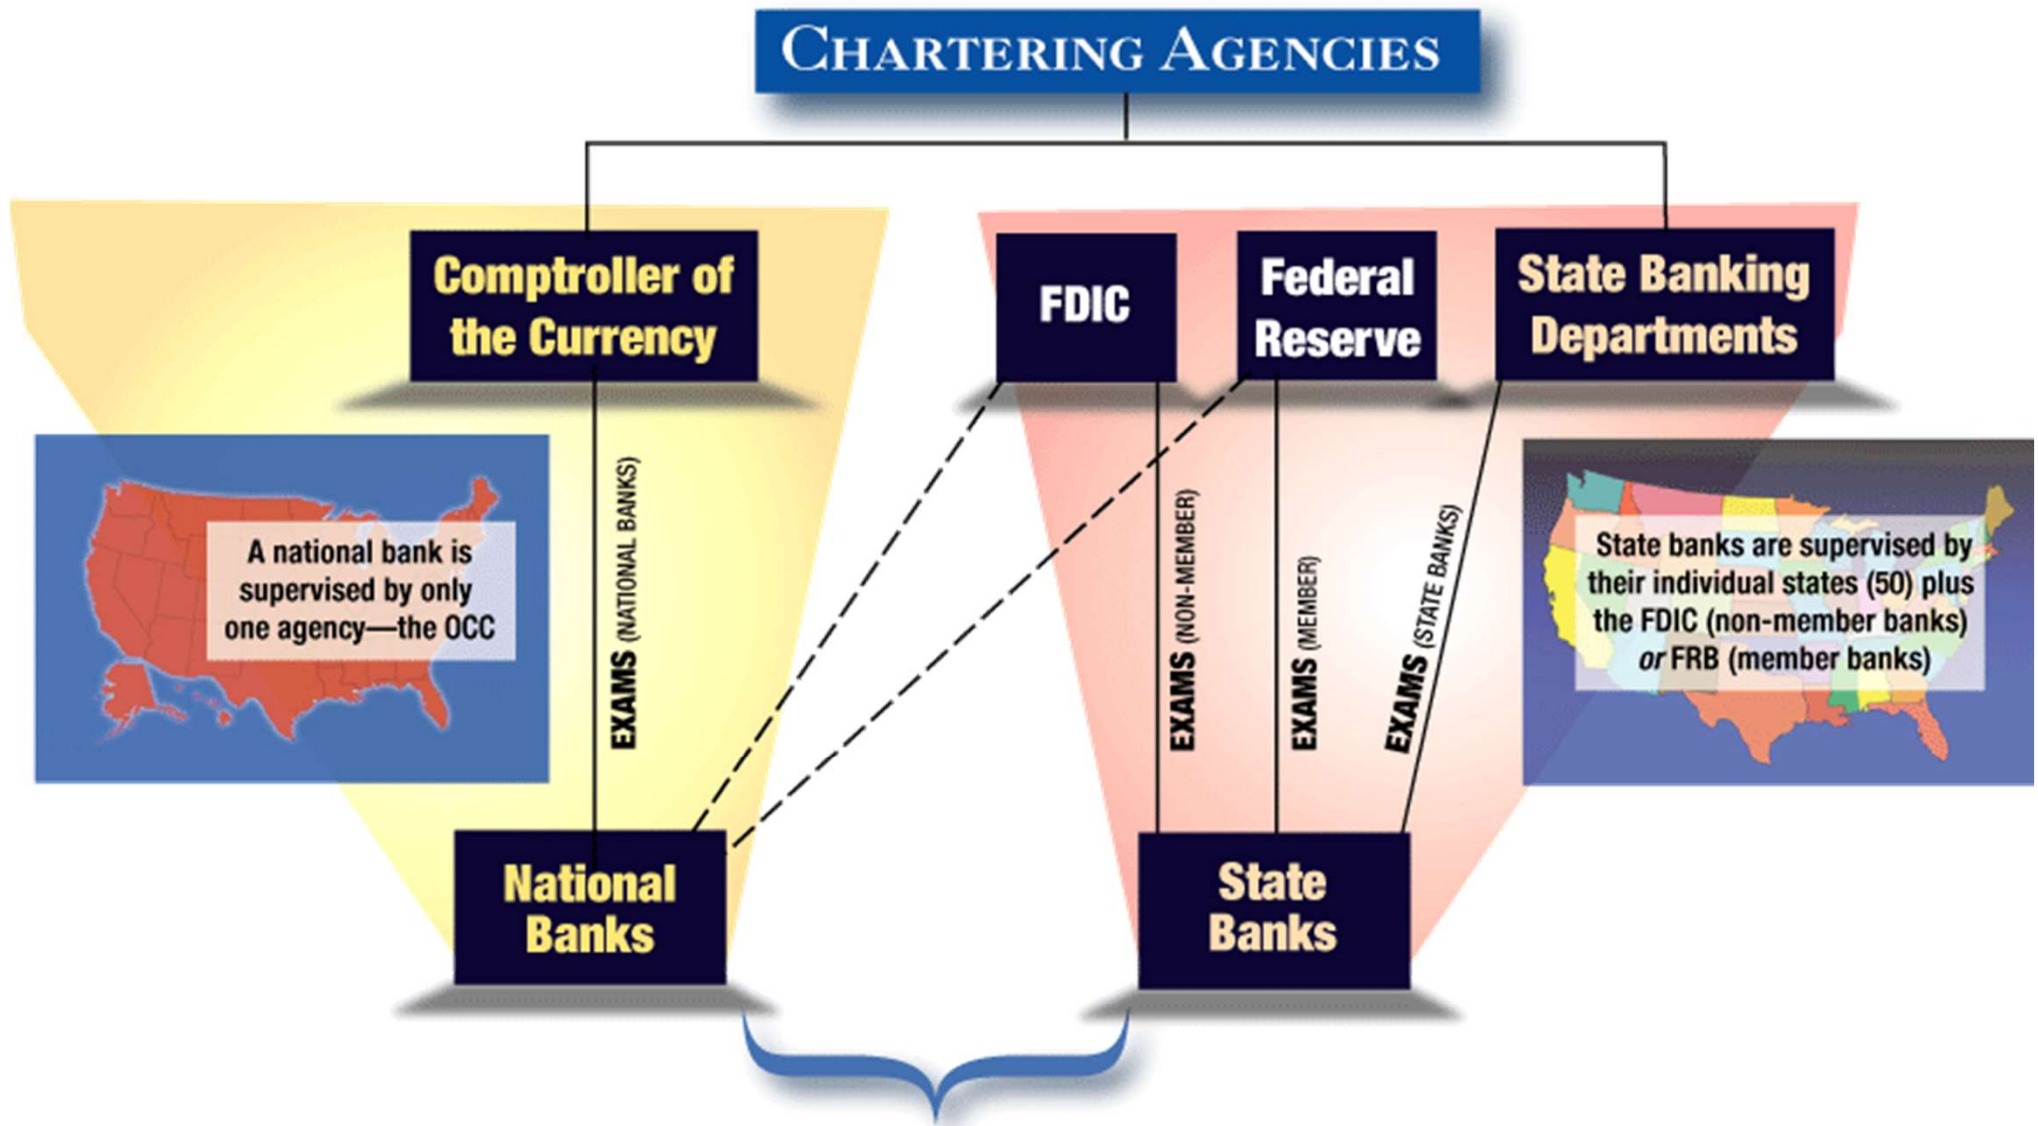 CHARTERING AGENCIES
Comptroller of
the Currency
FDIC
Federal
Reserve
State Banking
Departments
A national bank is
supervised by only
one agency—the OCC
EXAMS (NATIONAL BANKS)
EXAMS (NON-MEMBER)
EXAMS (MEMBER)
EXAMS (STATE BANKS)
State banks are supervised by
their individual states (50) plus
the FDIC (non-member banks)
or FRB (member banks)
National
Banks
State
Banks